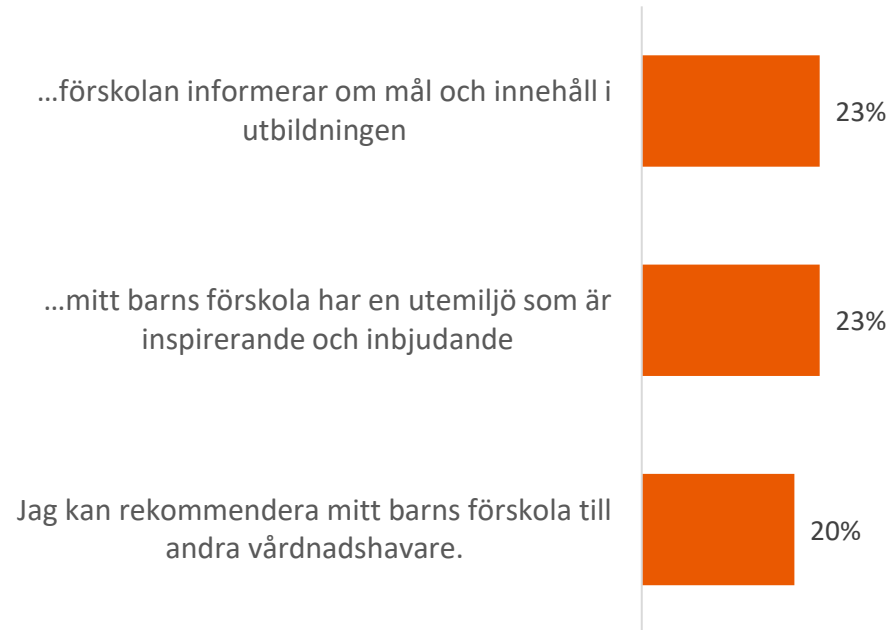 ...förskolan informerar om mål och innehåll i
utbildningen
23%
...mitt barns förskola har en utemiljö som är
inspirerande och inbjudande
23%
Jag kan rekommendera mitt barns förskola till
andra vårdnadshavare.
20%